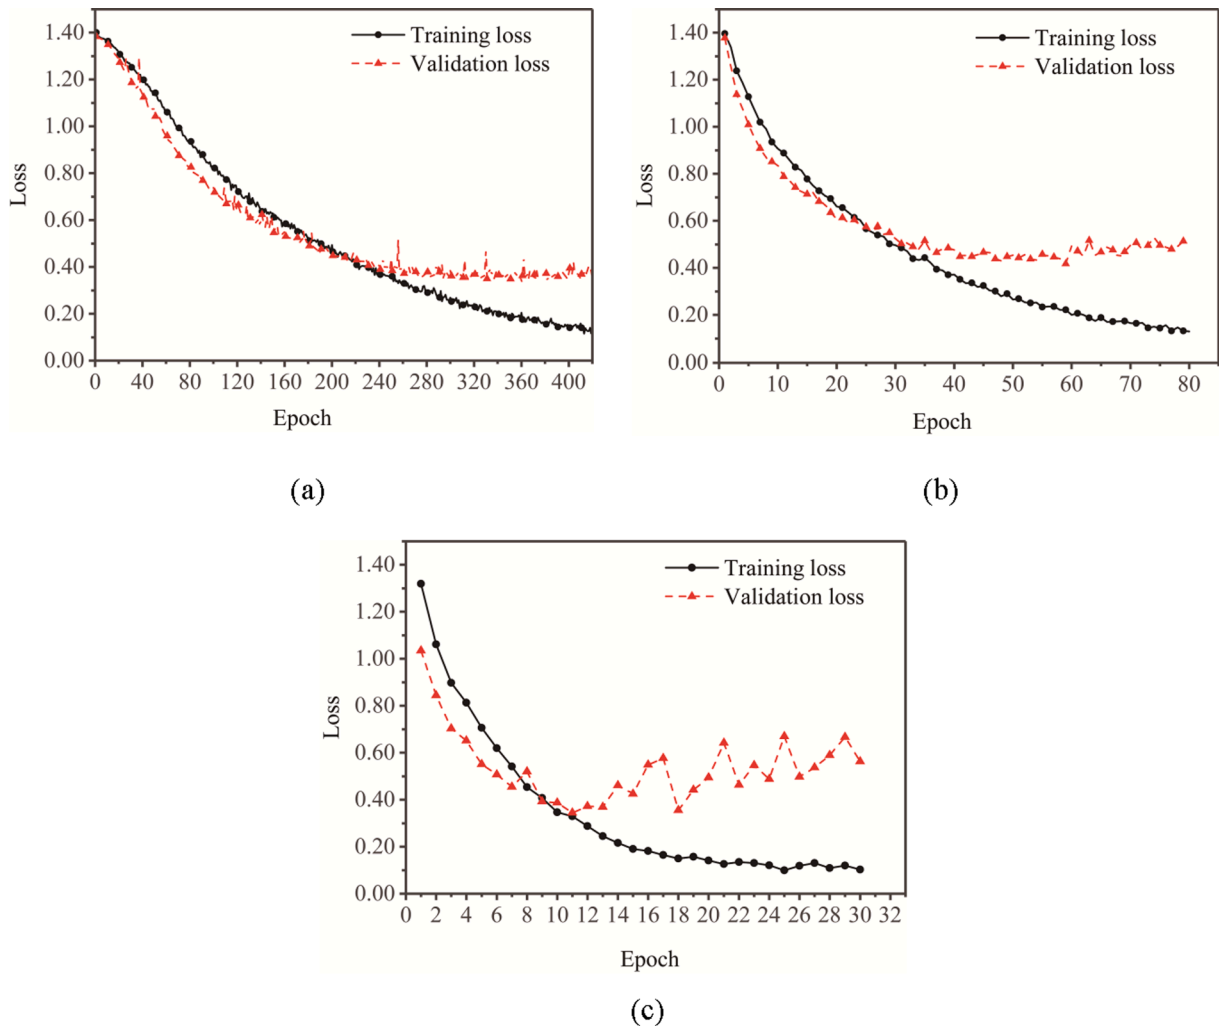 1.40
1.20
1.00
0.80
0.60
0.40
0.20
0.00
Loss
0 40 80 120 160 200 240 280 320 360 400
Epoch
Training loss
Validation loss
(a)
1.40
1.20
1.00
0.80
0.60
0.40
0.20
0.00
Loss
0 10 20 30 40 50 60 70 80
Epoch
Training loss
Validation loss
(b)
1.40
1.20
1.00
0.80
0.60
0.40
0.20
0.00
Loss
0 2 4 6 8 10 12 14 16 18 20 22 24 26 28 30 32
Epoch
Training loss
Validation loss
(c)